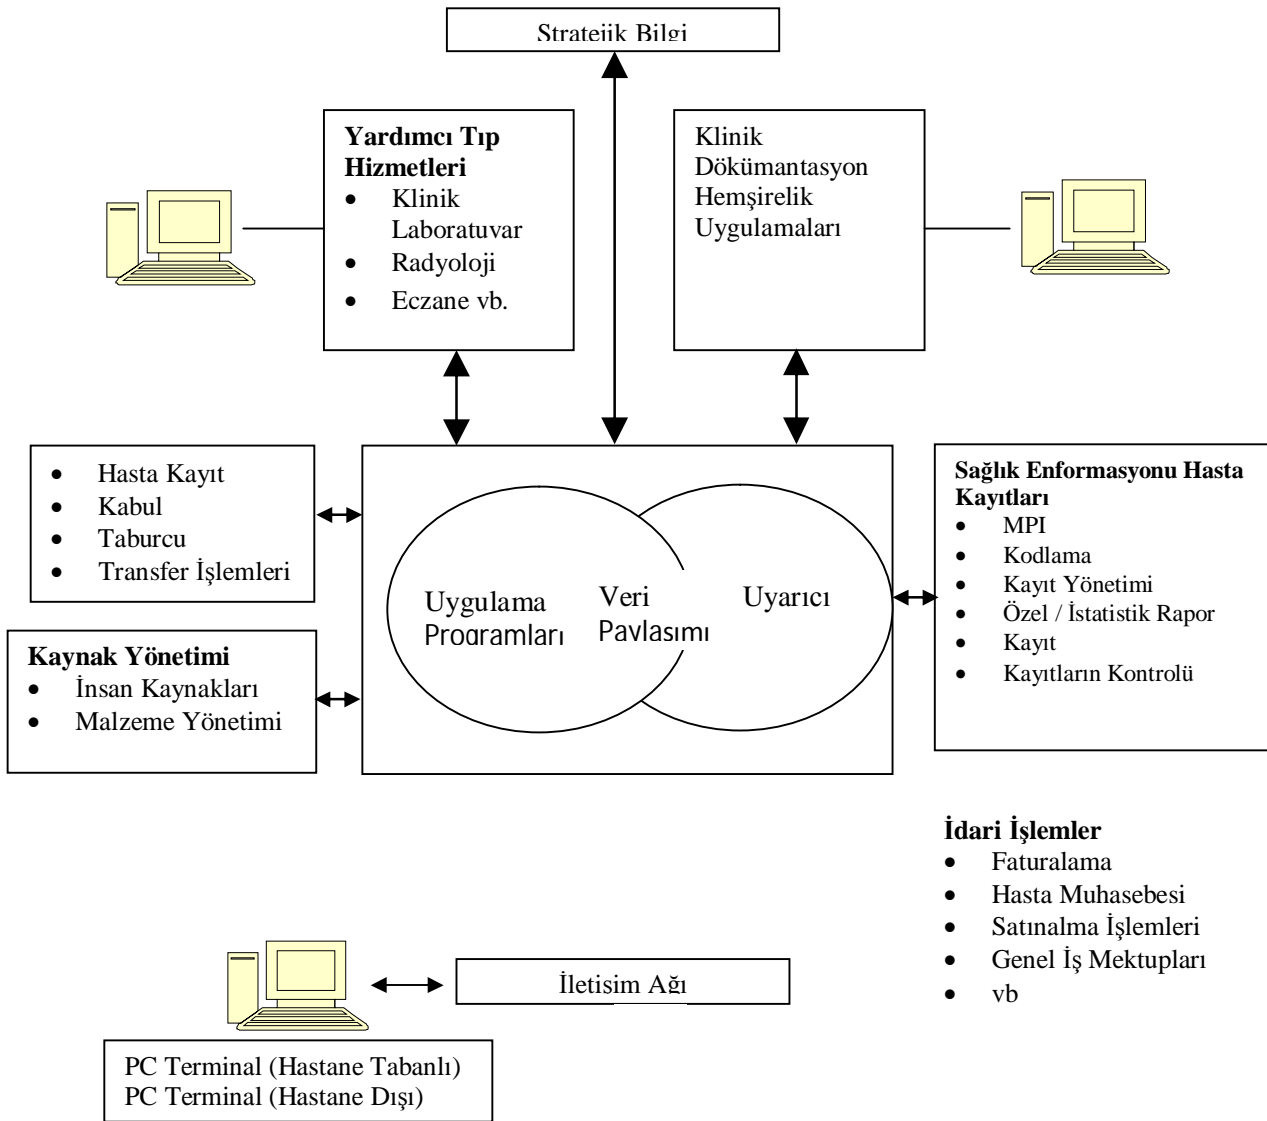 Stratejik Bilgi
Yardımcı Tıp
Hizmetleri
• Klinik
Laboratuvar
• Radyoloji
• Eczane vb.
Klinik
Dökümantasyon
Hemşirelik
Uygulamaları
• Hasta Kayıt
• Kabul
• Taburcu
• Transfer İşlemleri
Kaynak Yönetimi
• İnsan Kaynakları
• Malzeme Yönetimi
Uygulama
Programları
Veri
Paylaşımı
Uyarıcı
Sağlık Enformasyonu Hasta
Kayıtları
• MPI
• Kodlama
• Kayıt Yönetimi
• Özel / İstatistik Rapor
• Kayıt
• Kayıtların Kontrolü
İdari İşlemler
• Faturalama
• Hasta Muhasebesi
• Satınalma İşlemleri
• Genel İş Mektupları
• vb
İletişim Ağı
PC Terminal (Hastane Tabanlı)
PC Terminal (Hastane Dışı)